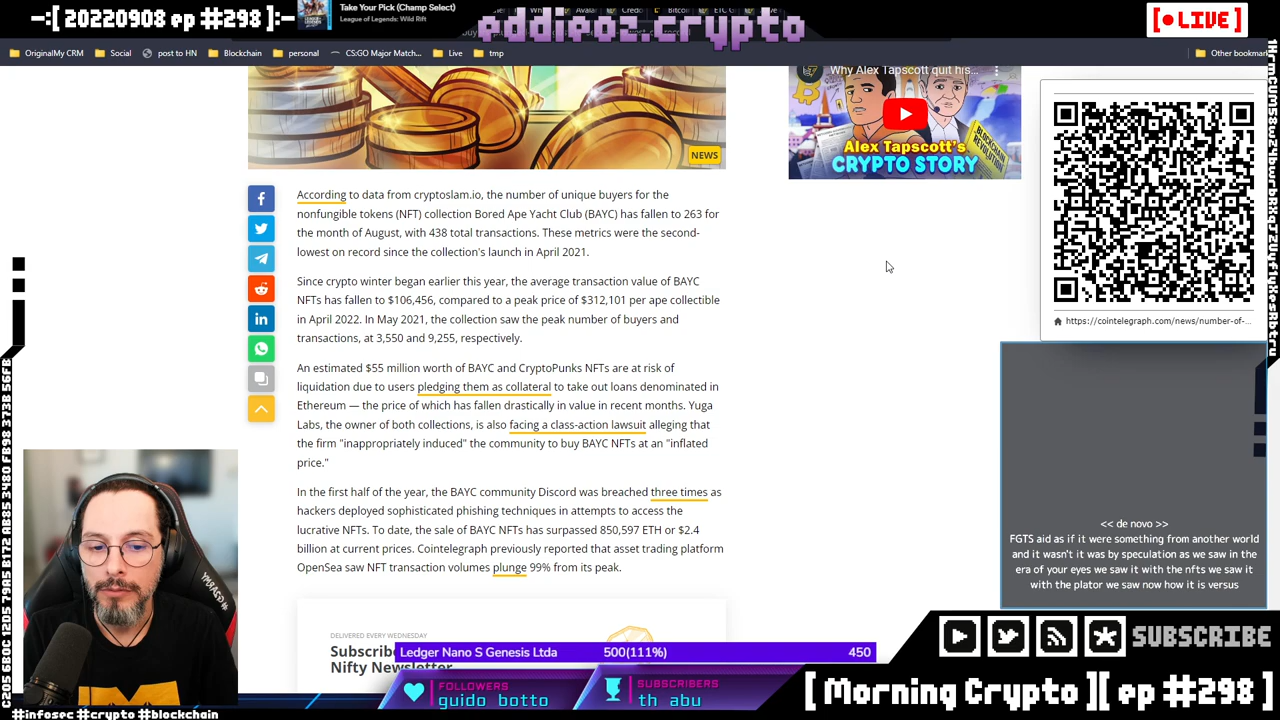 -:[ 20220908 ep #298 ]:-
Take Your Pick (Champ Select)
League of Legends: Wild Rift
eddieoz.crypto
[● LIVE]
OriginalMy CRM
Social
post to HN
Blockchain
personal
CS:GO Major Match...
Live
tmp
Other bookmar
NEWS
Why Alex Tapscott quit his...
ALEX TAPSCOTT'S
CRYPTO STORY
According to data from cryptoslam.io, the number of unique buyers for the
nonfungible tokens (NFT) collection Bored Ape Yacht Club (BAYC) has fallen to 263 for
the month of August, with 438 total transactions. These metrics were the second-
lowest on record since the collection's launch in April 2021.
Since crypto winter began earlier this year, the average transaction value of BAYC
NFTs has fallen to $106,456, compared to a peak price of $312,101 per ape collectible
in April 2022. In May 2021, the collection saw the peak number of buyers and
transactions, at 3,550 and 9,255, respectively.
An estimated $55 million worth of BAYC and CryptoPunks NFTs are at risk of
liquidation due to users pledging them as collateral to take out loans denominated in
Ethereum — the price of which has fallen drastically in value in recent months. Yuga
Labs, the owner of both collections, is also facing a class-action lawsuit alleging that
the firm "inappropriately induced" the community to buy BAYC NFTs at an "inflated
price."
In the first half of the year, the BAYC community Discord was breached three times as
hackers deployed sophisticated phishing techniques in attempts to access the
lucrative NFTs. To date, the sale of BAYC NFTs has surpassed 850,597 ETH or $2.4
billion at current prices. Cointelegraph previously reported that asset trading platform
OpenSea saw NFT transaction volumes plunge 99% from its peak.
DELIVERED EVERY WEDNESDAY
Subscribe
Nifty Newsletter
https://cointelegraph.com/news/number-of-...
<< de novo >>
FGTS aid as if it were something from another world
and it wasn't it was by speculation as we saw in the
era of your eyes we saw it with the nfts we saw it
with the plator we saw now how it is versus
Ledger Nano S Genesis Ltda 500(111%) 450
FOLLOWERS
guido botto
SUBSCRIBERS
th abu
SUBSCRIBE
[ Morning Crypto ][ ep #298 ]
#infosec #crypto #blockchain